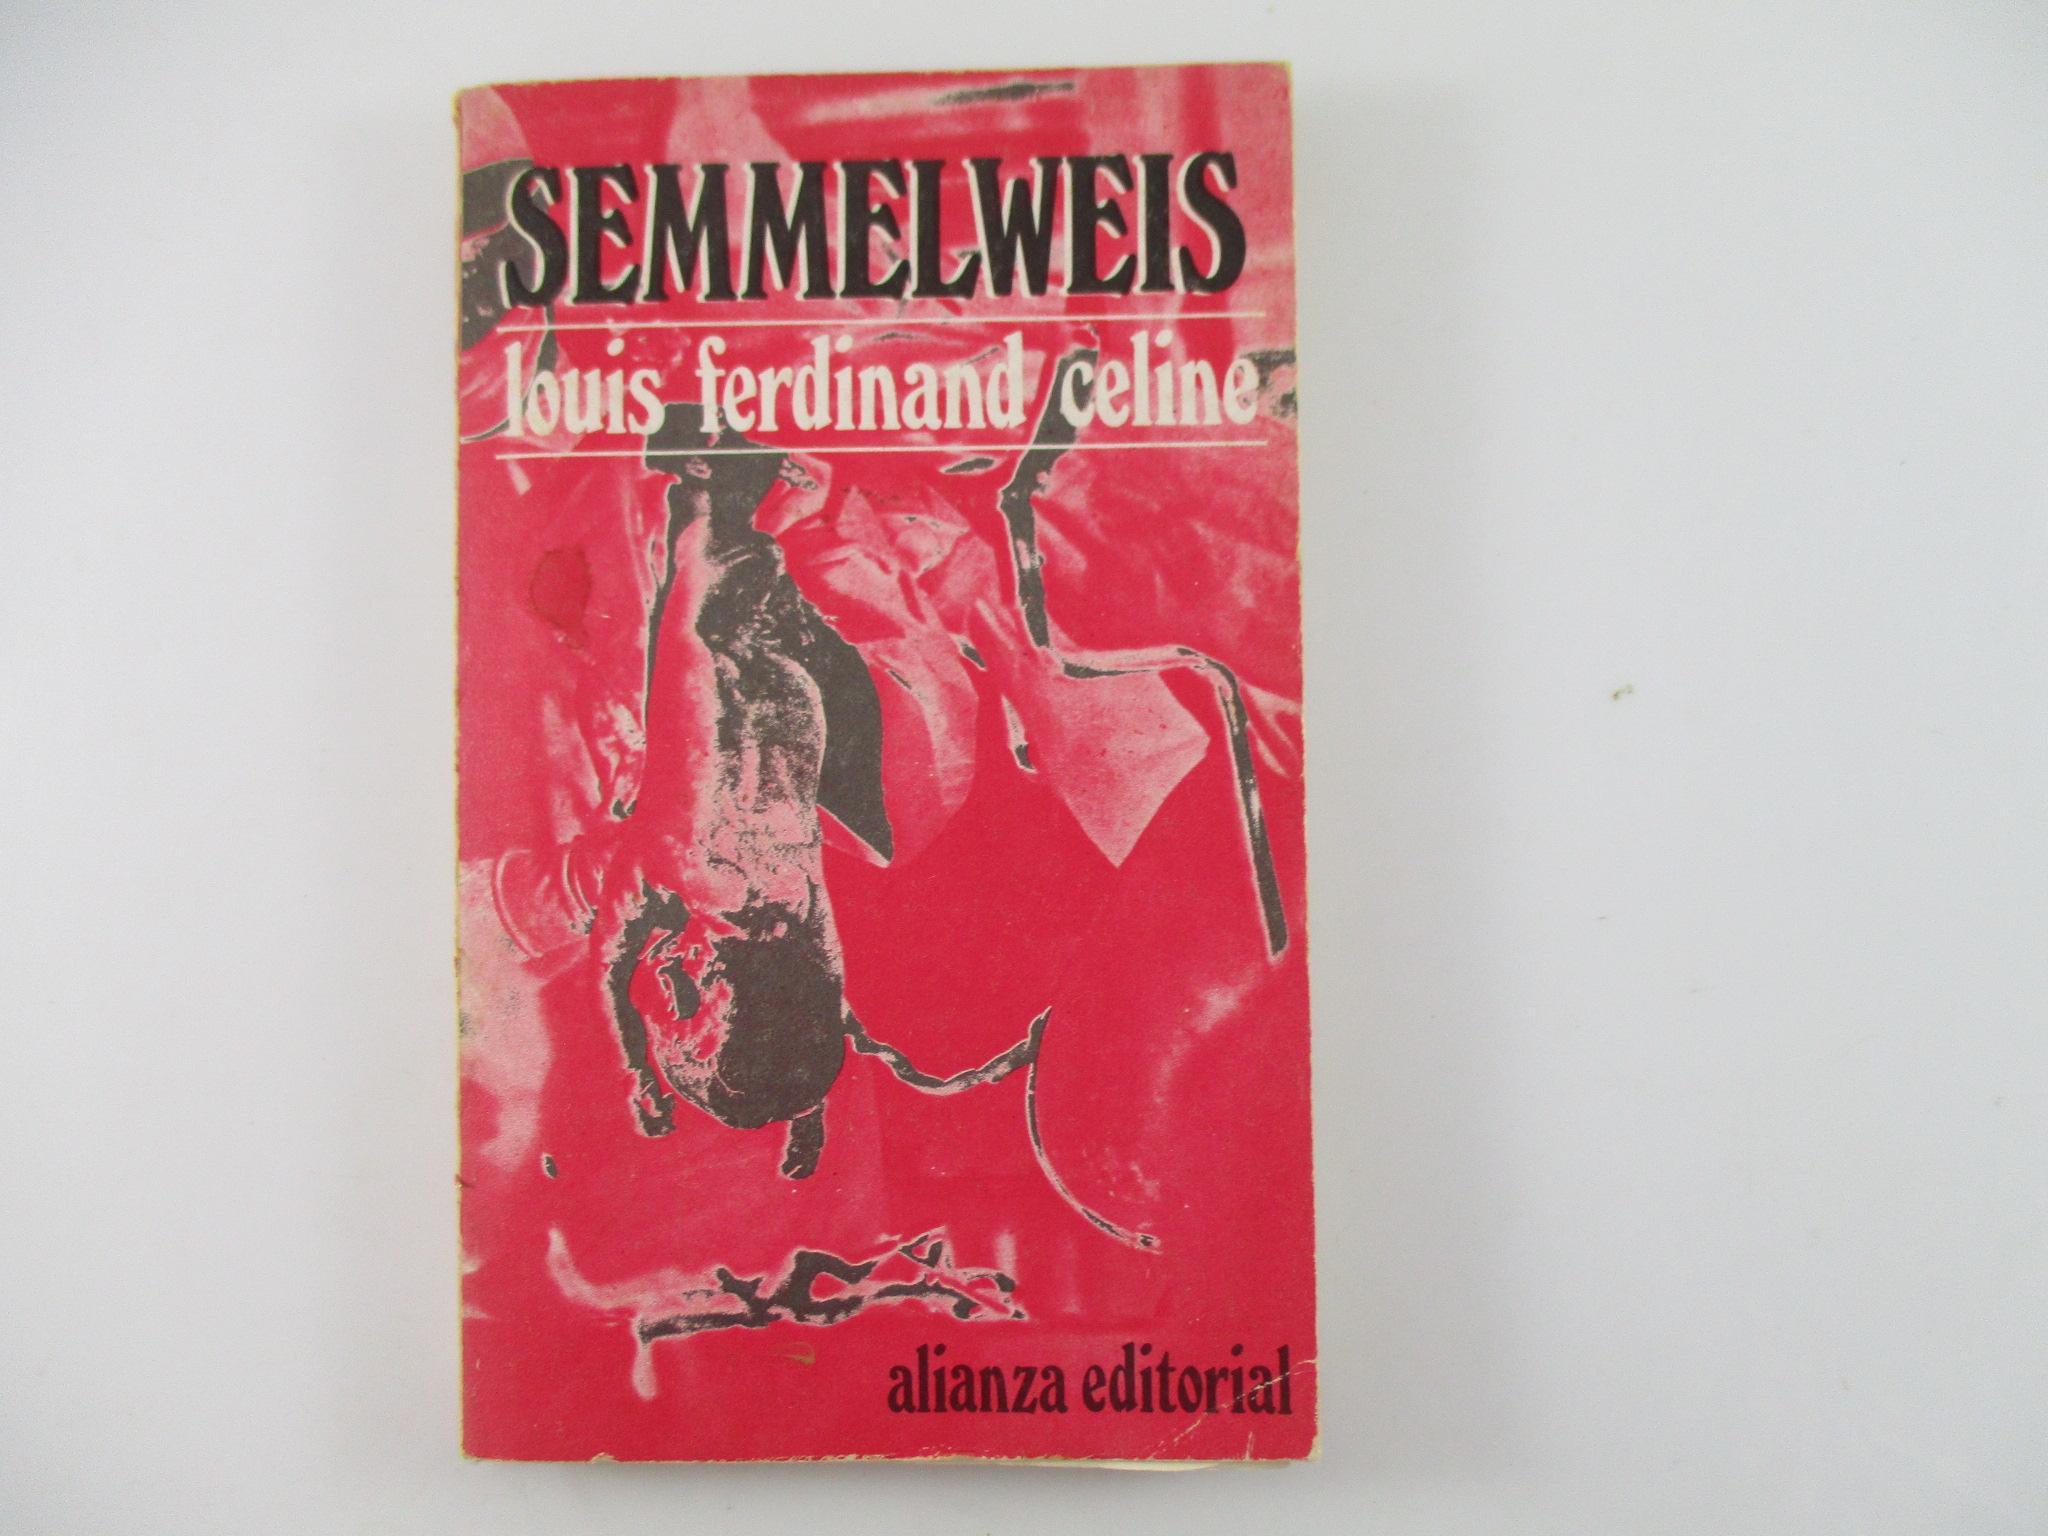 SEMMELWEIS
louis ferdinand celine
alianza editorial